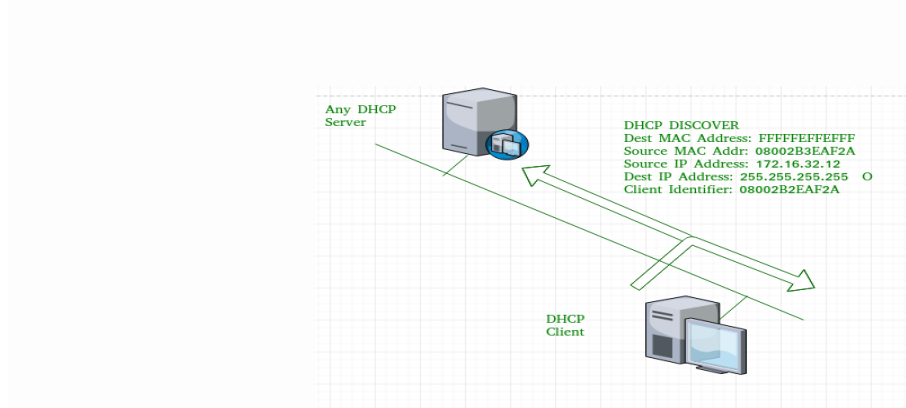 Any DHCP
Server
DHCP DISCOVER
Dest MAC Address: FFFFFEFFEFFF
Source MAC Addr: 08002B3EAF2A
Source IP Address: 172.16.32.12
Dest IP Address: 255.255.255.255 O
Client Identifier: 08002B2EAF2A
DHCP
Client